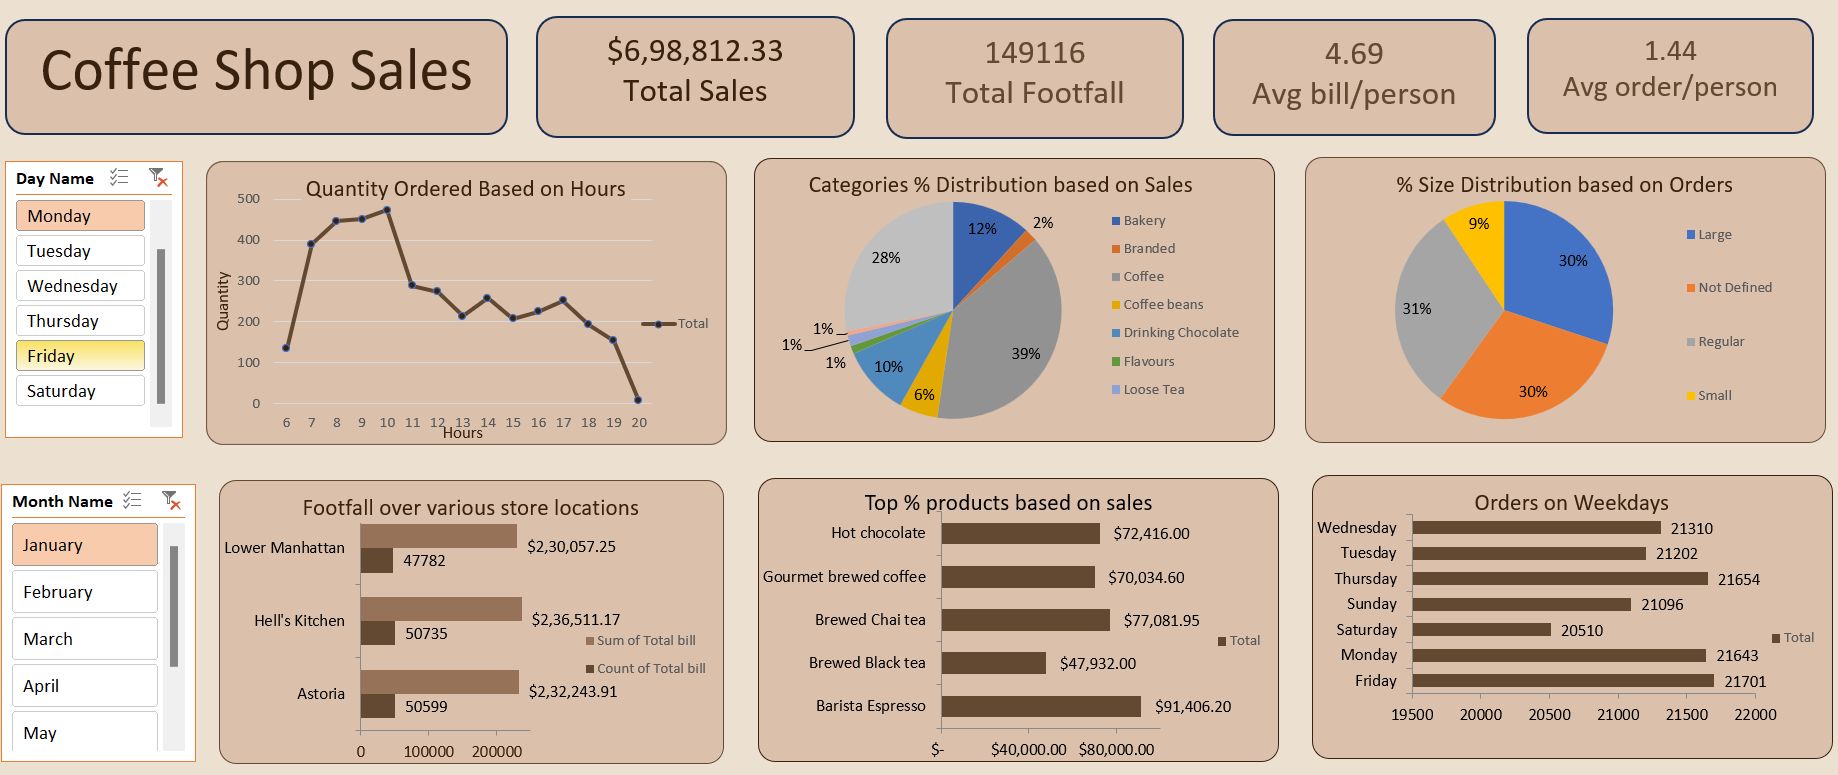 Coffee Shop Sales
$6,98,812.33
Total Sales
149116
Total Footfall
4.69
Avg bill/person
1.44
Avg order/person
Day Name
Monday
Tuesday
Wednesday
Thursday
Friday
Saturday
Quantity Ordered Based on Hours
Quantity
500
400
300
200
100
0
6 7 8 9 10 11 12 13 14 15 16 17 18 19 20
Hours
Total
Categories % Distribution based on Sales
12%
2%
39%
6%
10%
1%
1%
1%
28%
Bakery
Branded
Coffee
Coffee beans
Drinking Chocolate
Flavours
Loose Tea
% Size Distribution based on Orders
30%
30%
31%
9%
Large
Not Defined
Regular
Small
Month Name
January
February
March
April
May
Footfall over various store locations
Lower Manhattan
$2,30,057.25
47782
Hell's Kitchen
$2,36,511.17
50735
Astoria
$2,32,243.91
50599
0 100000 200000
Sum of Total bill
Count of Total bill
Top % products based on sales
Hot chocolate $72,416.00
Gourmet brewed coffee $70,034.60
Brewed Chai tea $77,081.95
Brewed Black tea $47,932.00
Barista Espresso $91,406.20
$- $40,000.00 $80,000.00
Total
Orders on Weekdays
Wednesday 21310
Tuesday 21202
Thursday 21654
Sunday 21096
Saturday 20510
Monday 21643
Friday 21701
19500 20000 20500 21000 21500 22000
Total